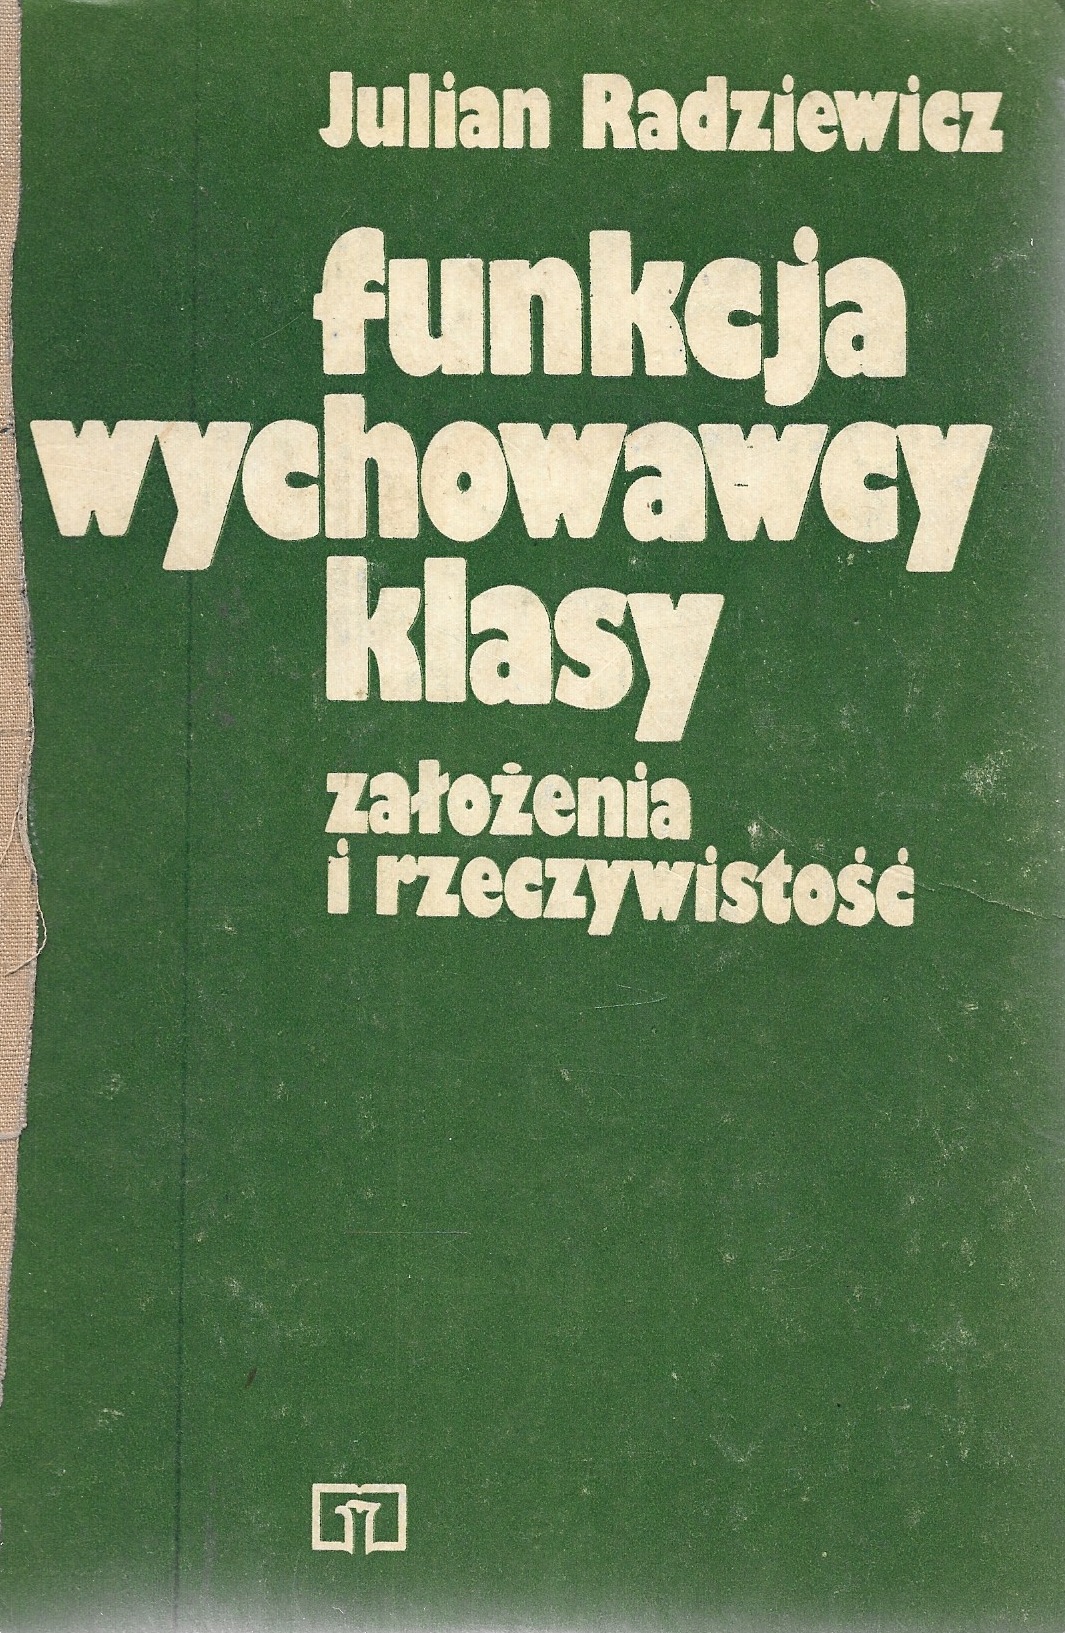 Julian Radziewicz
funkcja
wychowawcy
klasy
założenia
i rzeczywistość